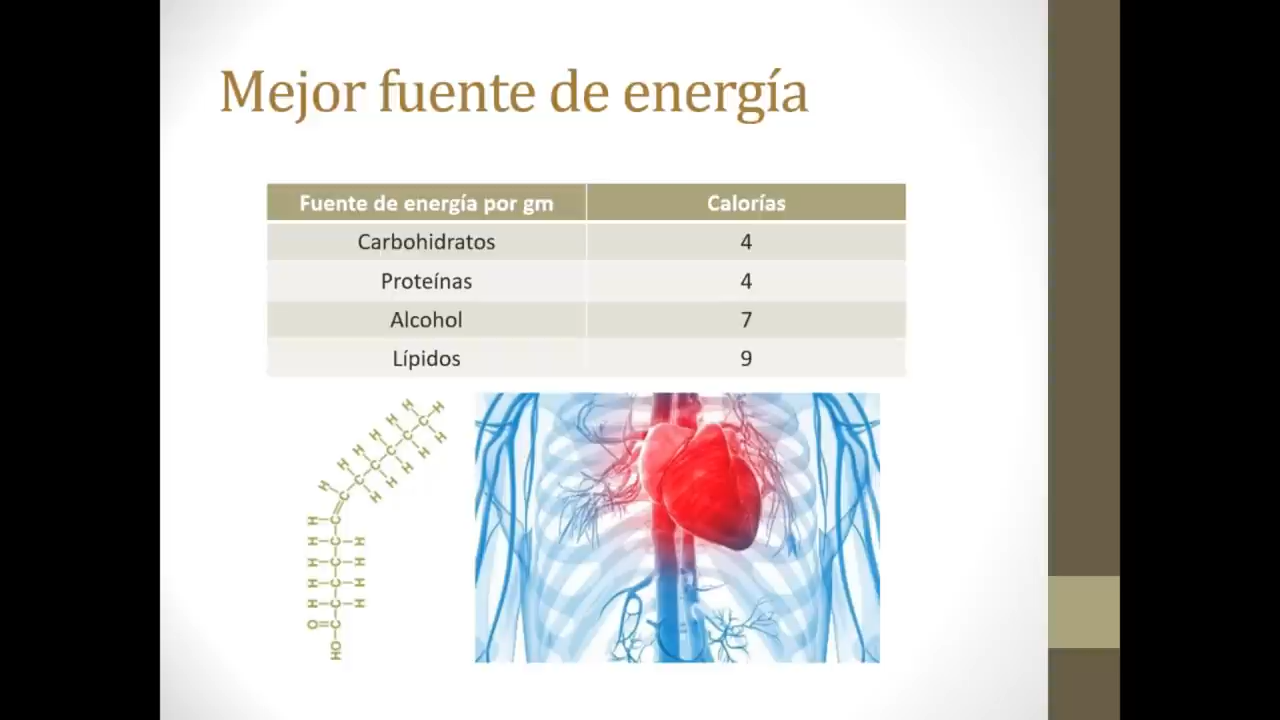 Mejor fuente de energía
Fuente de energía por gm Calorías
Carbohidratos 4
Proteínas 4
Alcohol 7
Lípidos 9